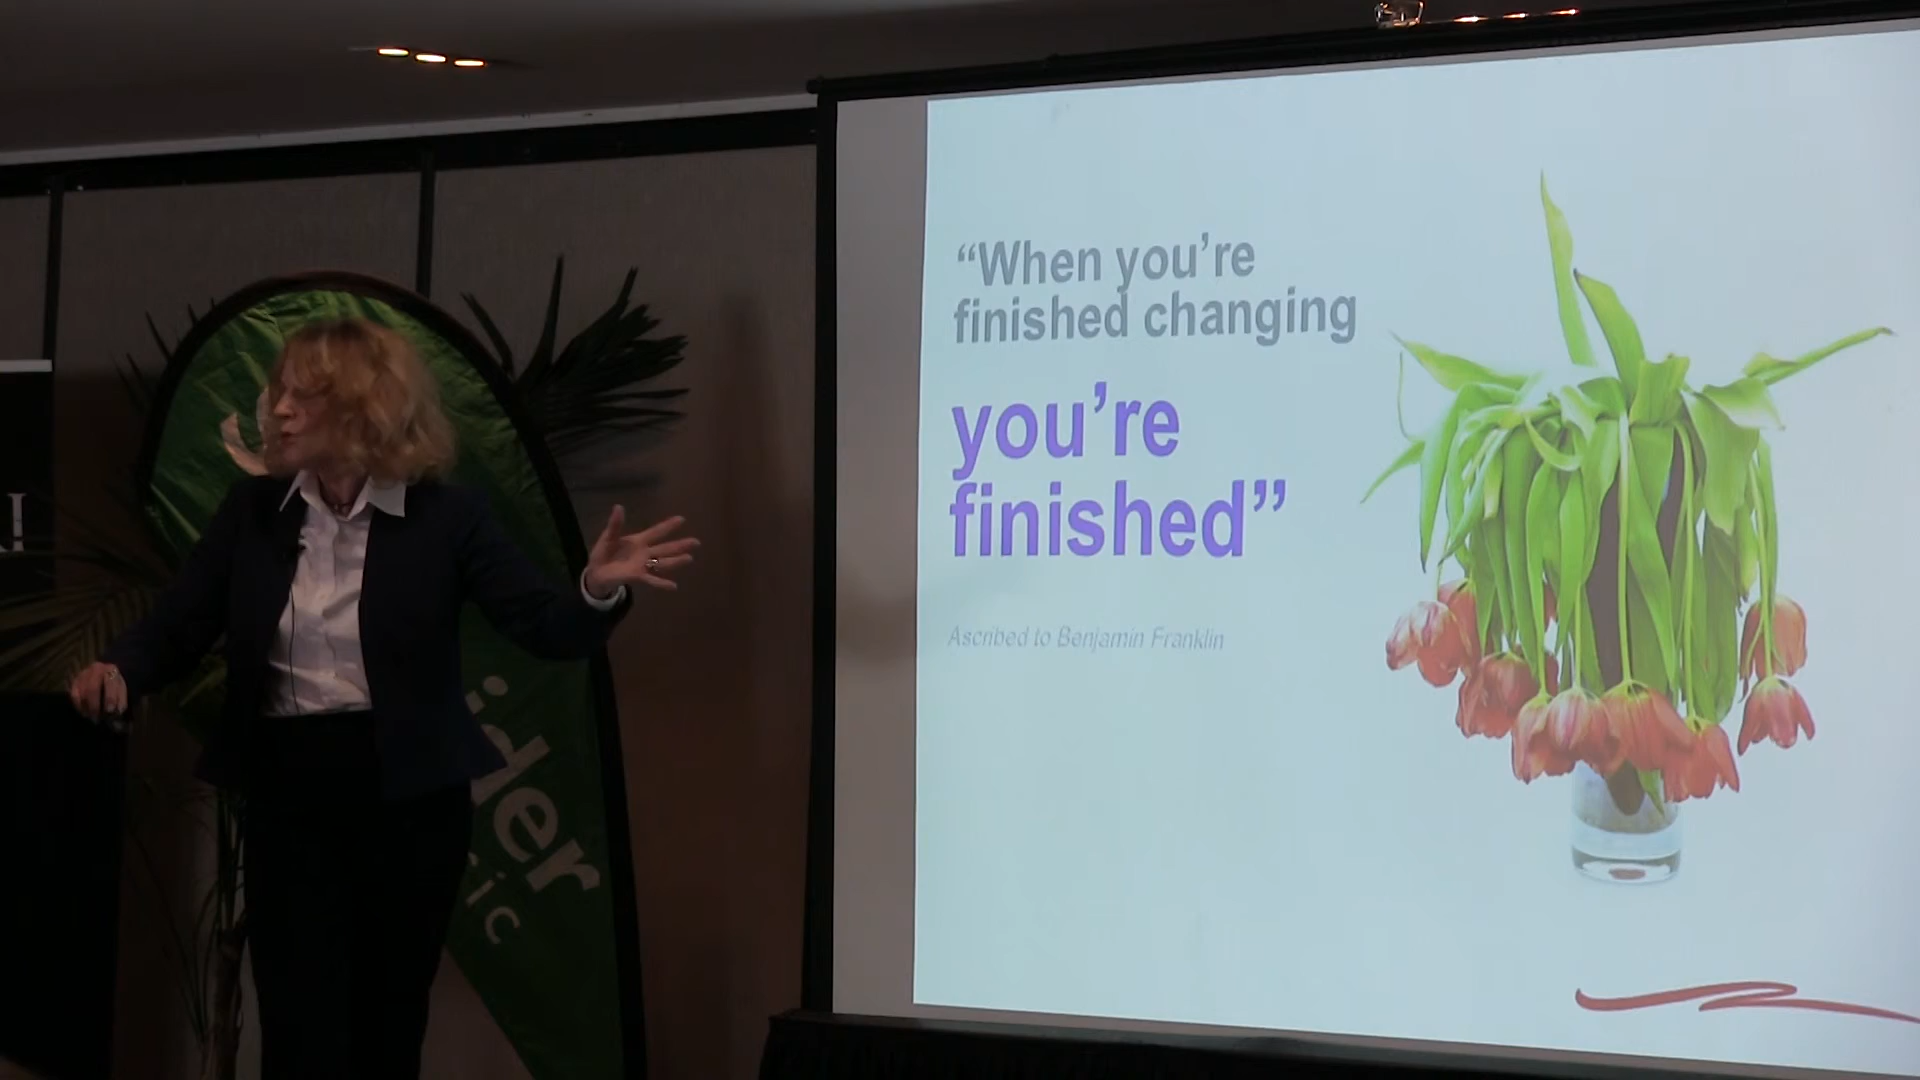 “When you’re
finished changing
you’re
finished”
Ascribed to Benjamin Franklin